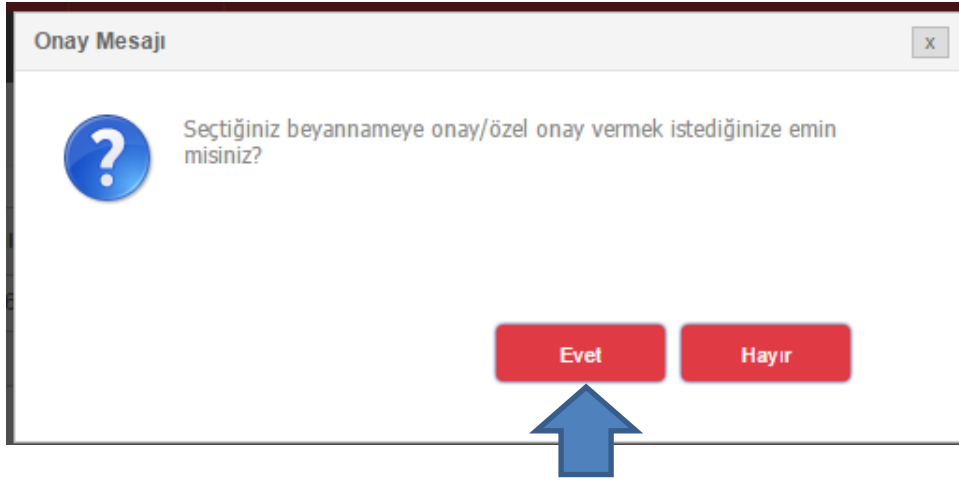 Onay Mesajı
x
Seçtiğiniz beyannameye onay/özel onay vermek istediğinize emin
misiniz?
Evet
Hayır